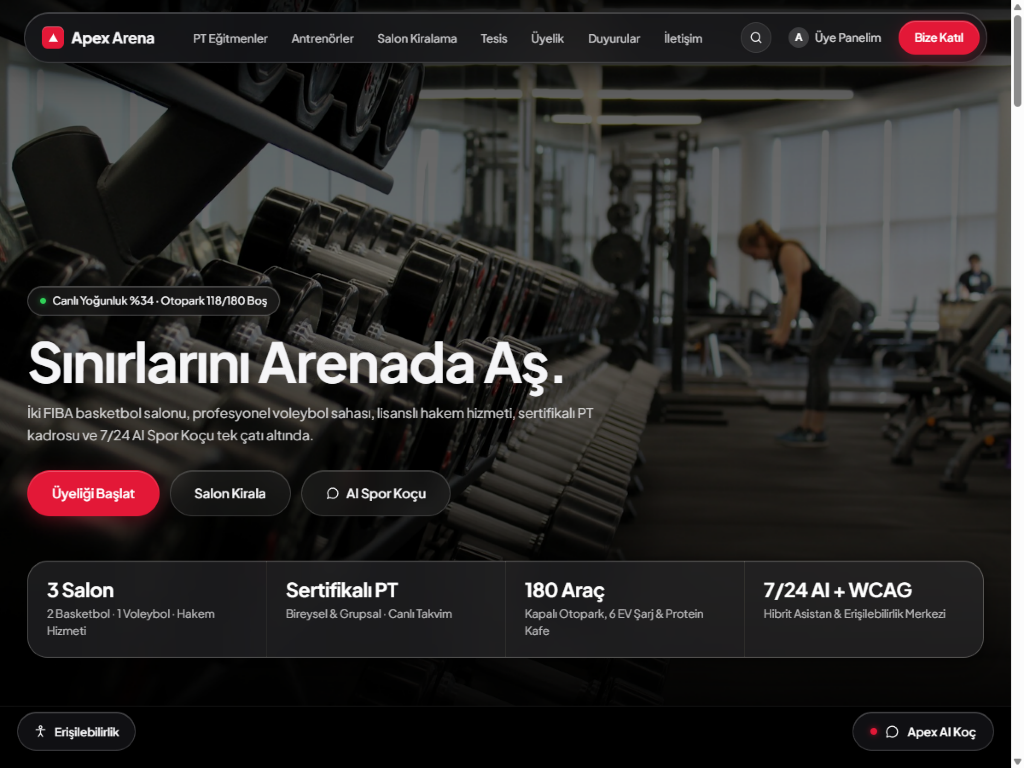 Apex Arena
PT Eğitmenler
Antrenörler
Salon Kiralama
Tesis
Üyelik
Duyurular
İletişim
A
Üye Panelim
Bize Katıl
Canlı Yoğunluk %34 · Otopark 118/180 Boş
Sınırlarını Arenada Aş.
İki FIBA basketbol salonu, profesyonel voleybol sahası, lisanslı hakem hizmeti, sertifikalı PT
kadrosu ve 7/24 AI Spor Koçu tek çatı altında.
Üyeliği Başlat
Salon Kirala
AI Spor Koçu
3 Salon
2 Basketbol · 1 Voleybol · Hakem
Hizmeti
Sertifikalı PT
Bireysel & Grupsal · Canlı Takvim
180 Araç
Kapalı Otopark, 6 EV Şarj & Protein
Kafe
7/24 AI + WCAG
Hibrit Asistan & Erişilebilirlik Merkezi
Erişilebilirlik
Apex AI Koç